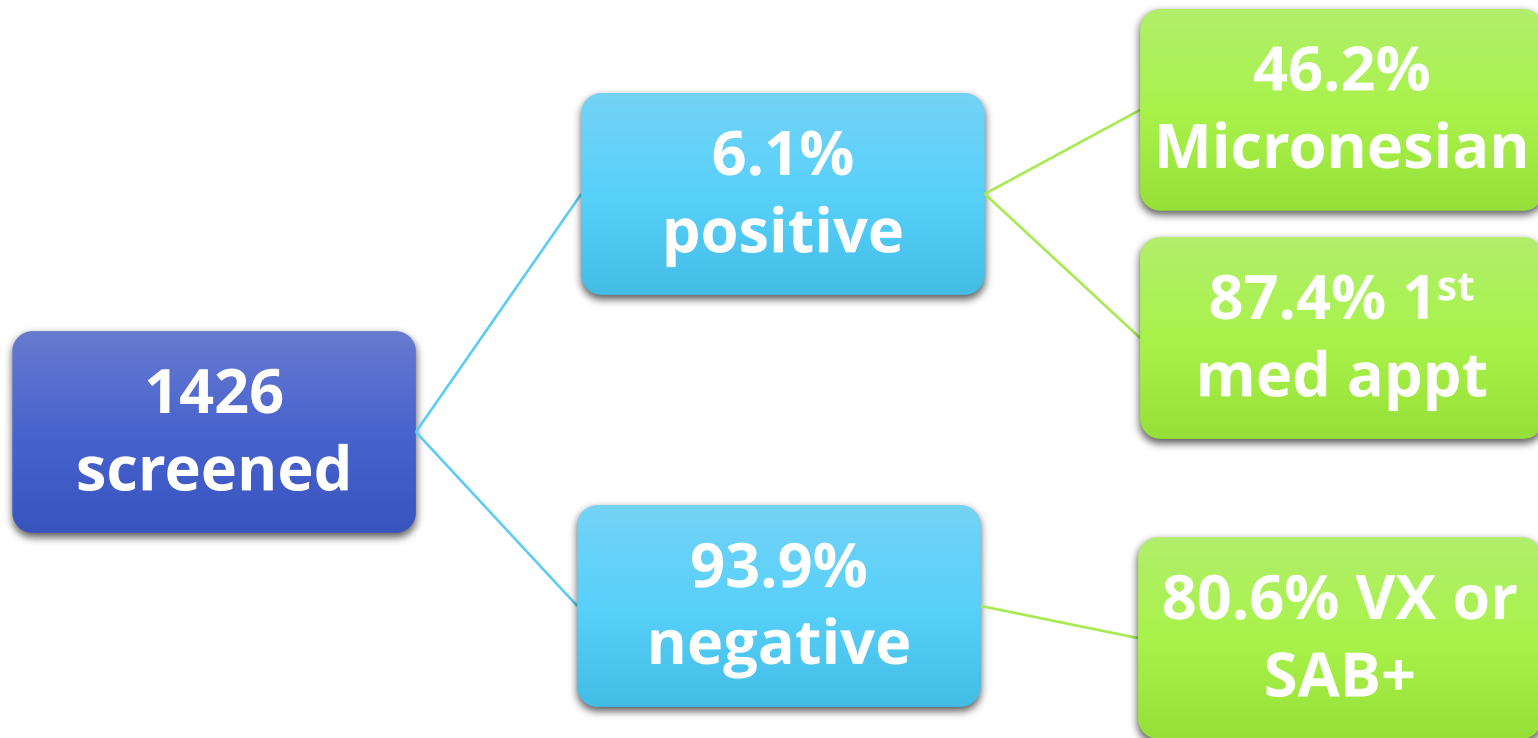 1426
screened
6.1%
positive
46.2%
Micronesian
87.4% 1st
med appt
93.9%
negative
80.6% VX or
SAB+